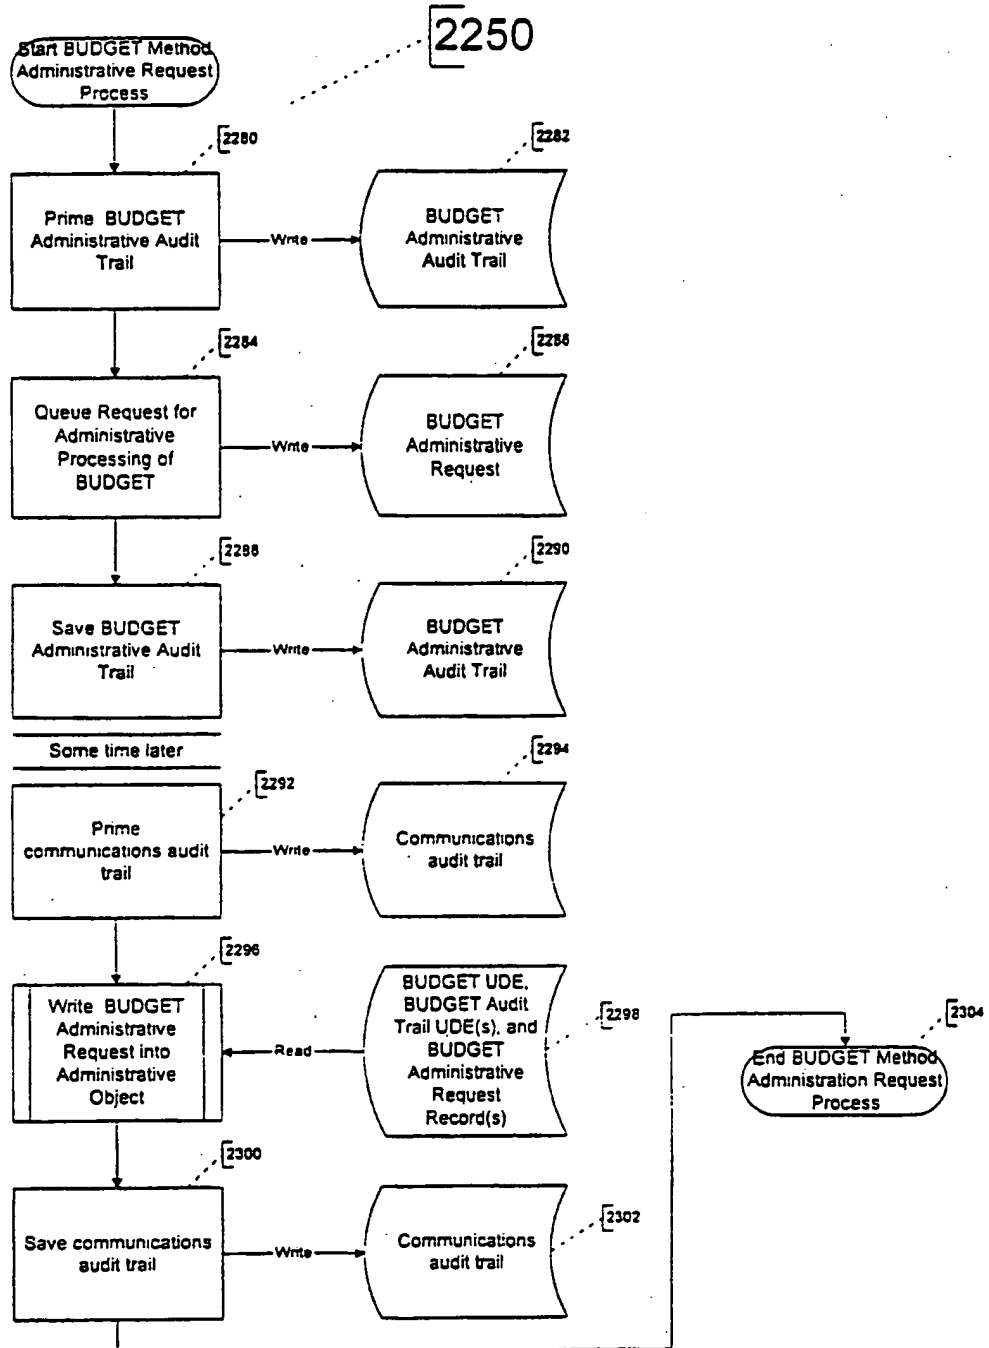 2250
Start BUDGET Method
Administrative Request
Process
2280
2282
Prime BUDGET
Administrative Audit
Trail
Write
BUDGET
Administrative
Audit Trail
2284
2286
Queue Request for
Administrative
Processing of
BUDGET
Write
BUDGET
Administrative
Request
2288
2290
Save BUDGET
Administrative Audit
Trail
Write
BUDGET
Administrative
Audit Trail
Some time later
2292
2294
Prime
communications audit
trail
Write
Communications
audit trail
2296
2298
Write BUDGET
Administrative
Request into
Administrative
Object
Read
BUDGET UDE,
BUDGET Audit
Trail UDE(s), and
BUDGET
Administrative
Request
Record(s)
2304
End BUDGET Method
Administration Request
Process
2300
2302
Save communications
audit trail
Write
Communications
audit trail